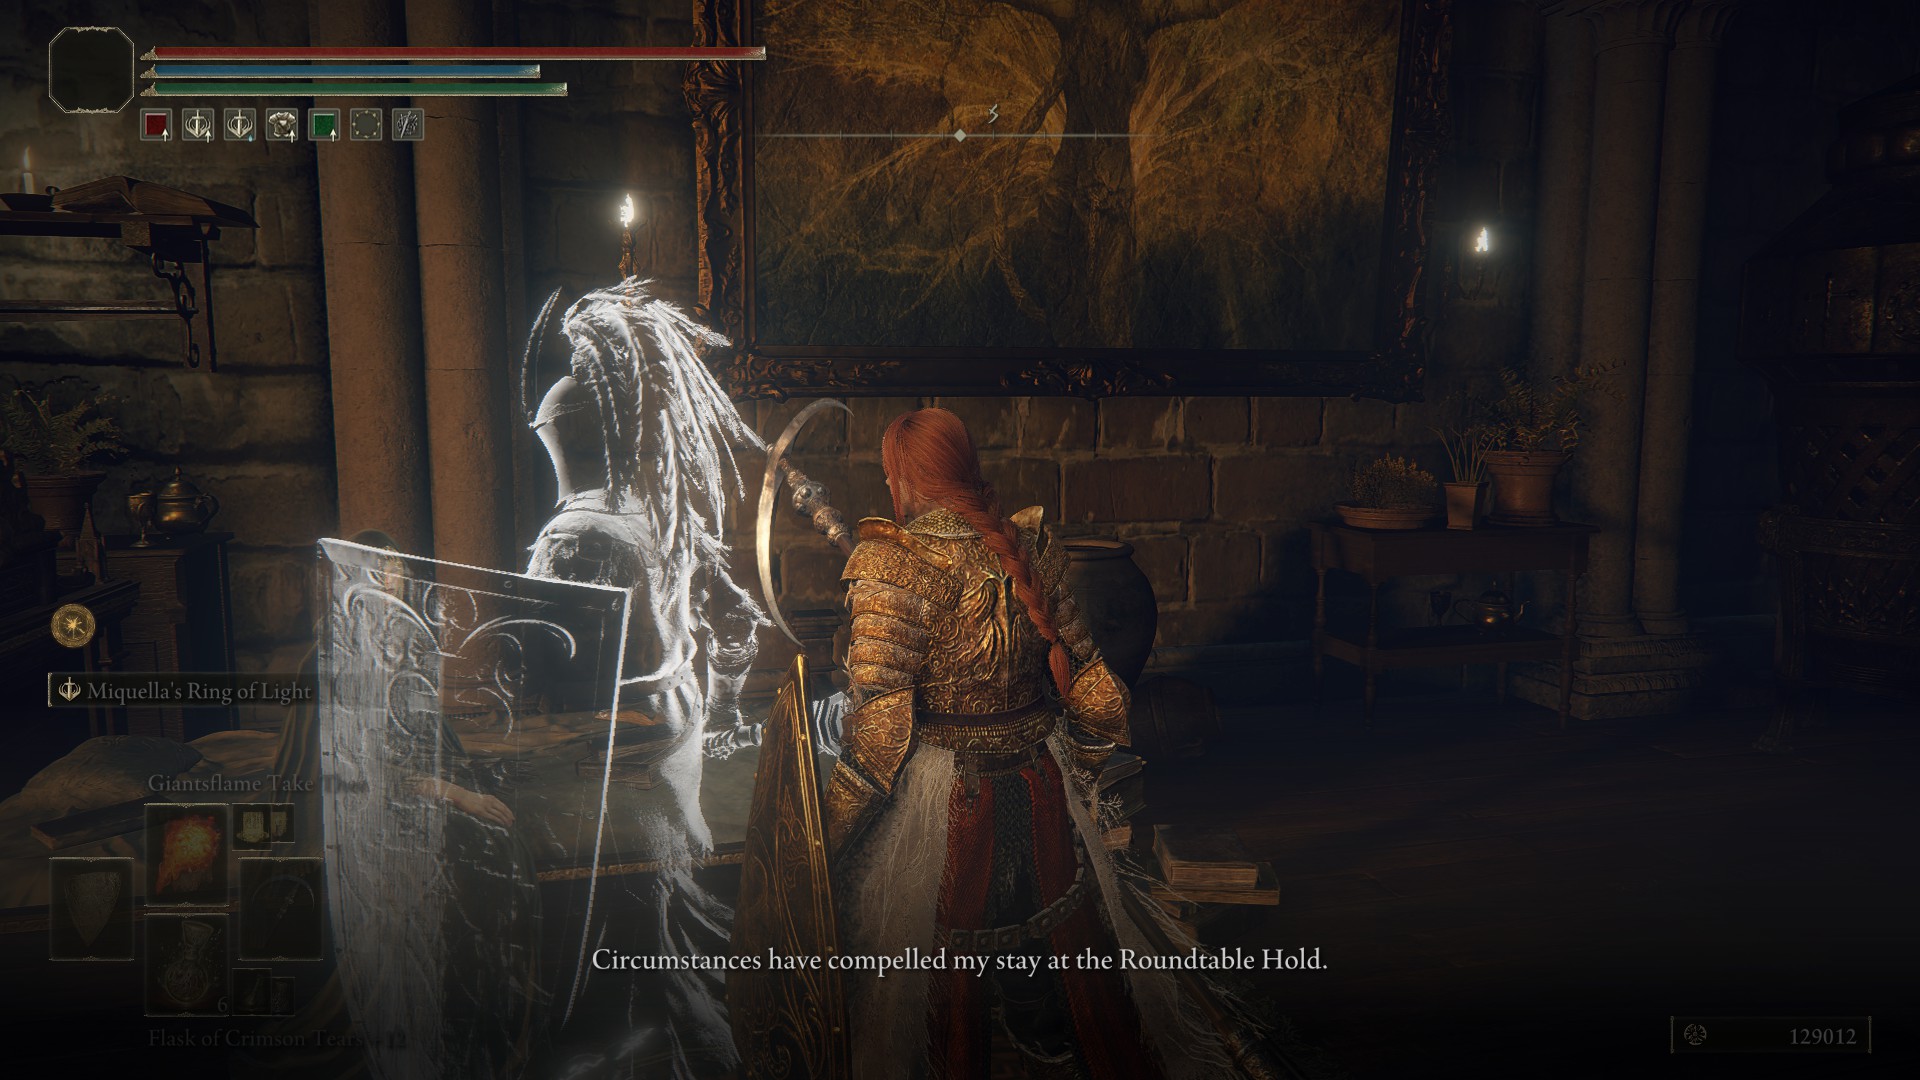 S
Miquella's Ring of Light
Giantsflame Take Thee
6
Flask of Crimson Tears
Circumstances have compelled my stay at the Roundtable Hold.
129012